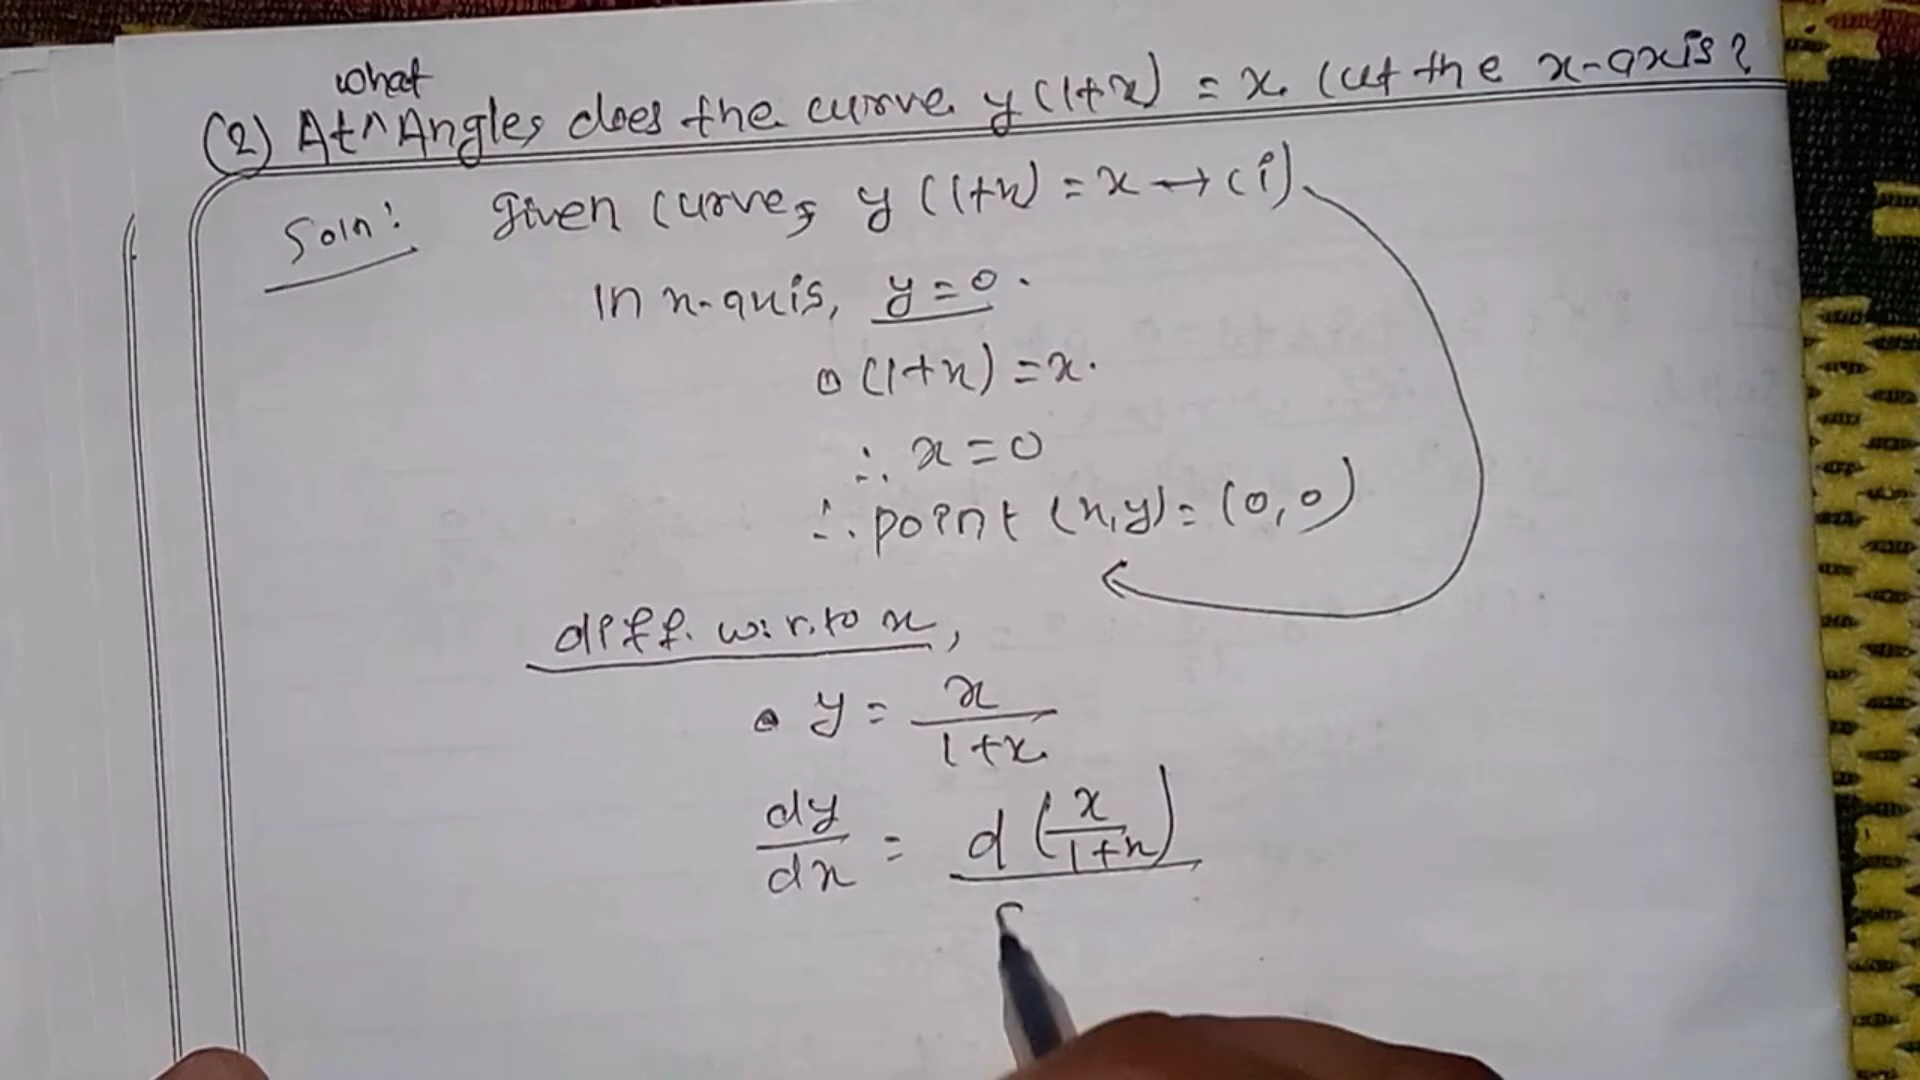 what
(2) At ^ Angles does the curve y(1+x) = x. cut the x-axis?
Soln: Given curves y(1+x) = x → (i)
In x-axis, y=0.
0(1+x) = x.
∴ x=0
∴ point (x,y) = (0,0)
diff. w.r.to x,
y = x/1+x
dy/dx = d(x/1+x)